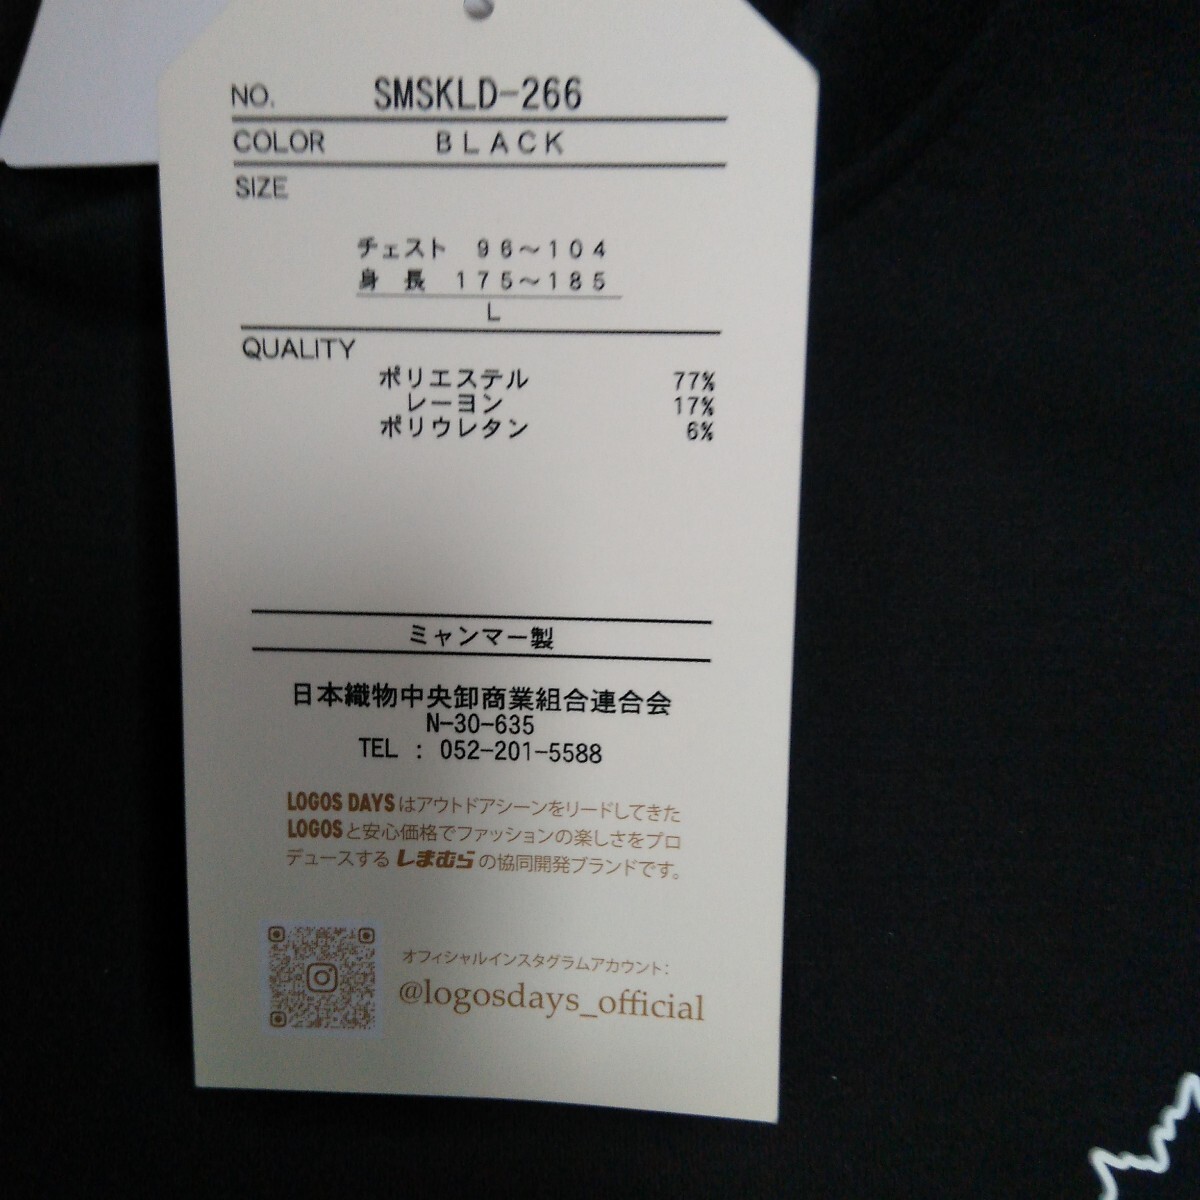 NO. SMSKLD-266
COLOR BLACK
SIZE
チェスト 96〜104
身長 175〜185
L
QUALITY
ポリエステル 77%
レーヨン 17%
ポリウレタン 6%
ミャンマー製
日本織物中央卸商業組合連合会
N-30-635
TEL : 052-201-5588
LOGOS DAYSはアウトドアシーンをリードしてきた
LOGOSと安心価格でファッションの楽しさをプロ
デュースする しまむら の協同開発ブランドです。
オフィシャルインスタグラムアカウント:
@logosdays_official